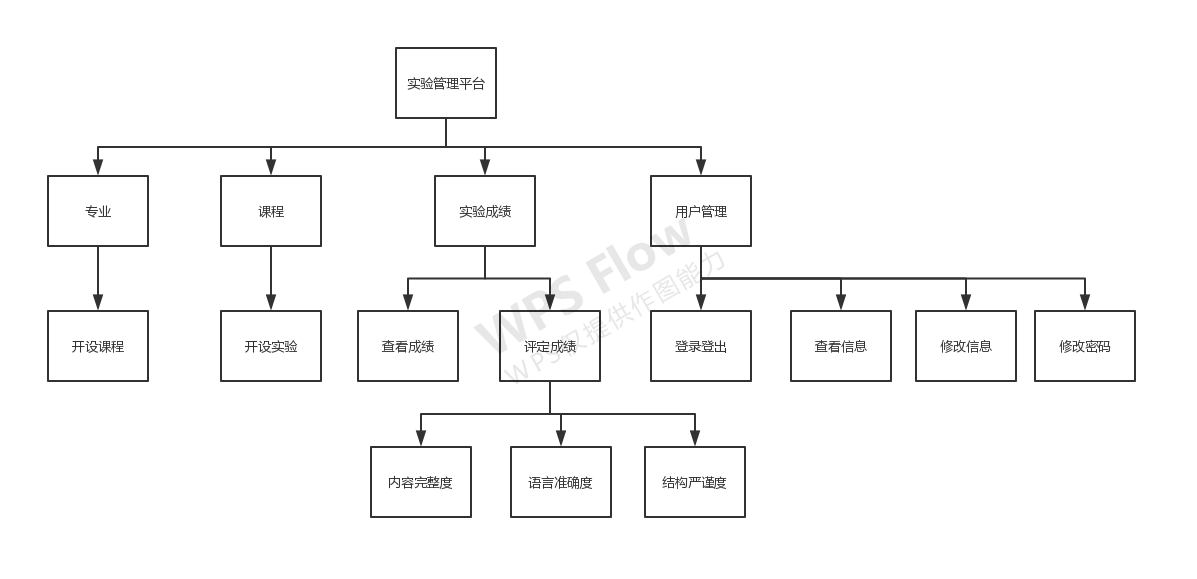 实验管理平台
专业
课程
实验成绩
用户管理
开设课程
开设实验
查看成绩
评定成绩
登录登出
查看信息
修改信息
修改密码
内容完整度
语言准确度
结构严谨度
WPS Flow
WPS仅提供作图能力